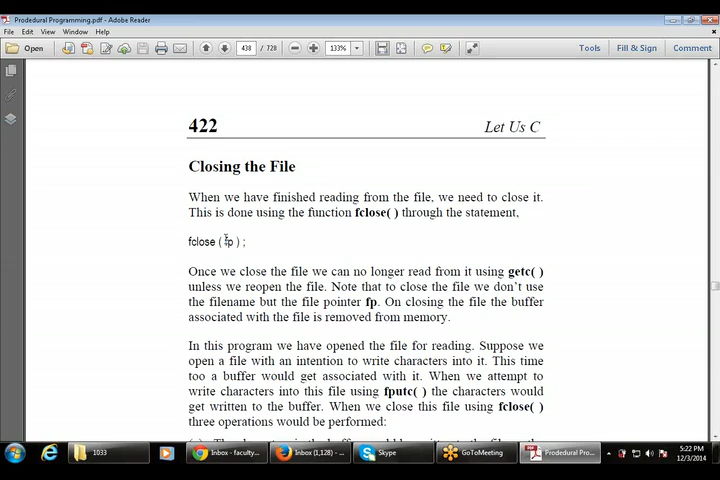 Prodedural Programming.pdf - Adobe Reader
File Edit View Window Help
Open 438 / 728 133% Tools Fill & Sign Comment
422 Let Us C
Closing the File
When we have finished reading from the file, we need to close it.
This is done using the function fclose( ) through the statement,
fclose ( fp ) ;
Once we close the file we can no longer read from it using getc( )
unless we reopen the file. Note that to close the file we don't use
the filename but the file pointer fp. On closing the file the buffer
associated with the file is removed from memory.
In this program we have opened the file for reading. Suppose we
open a file with an intention to write characters into it. This time
too a buffer would get associated with it. When we attempt to
write characters into this file using fputc( ) the characters would
get written to the buffer. When we close this file using fclose( )
three operations would be performed:
1033 Inbox - faculty... Inbox (1,128) - ... Skype GoToMeeting Prodedural Pro...
5:22 PM
12/3/2014